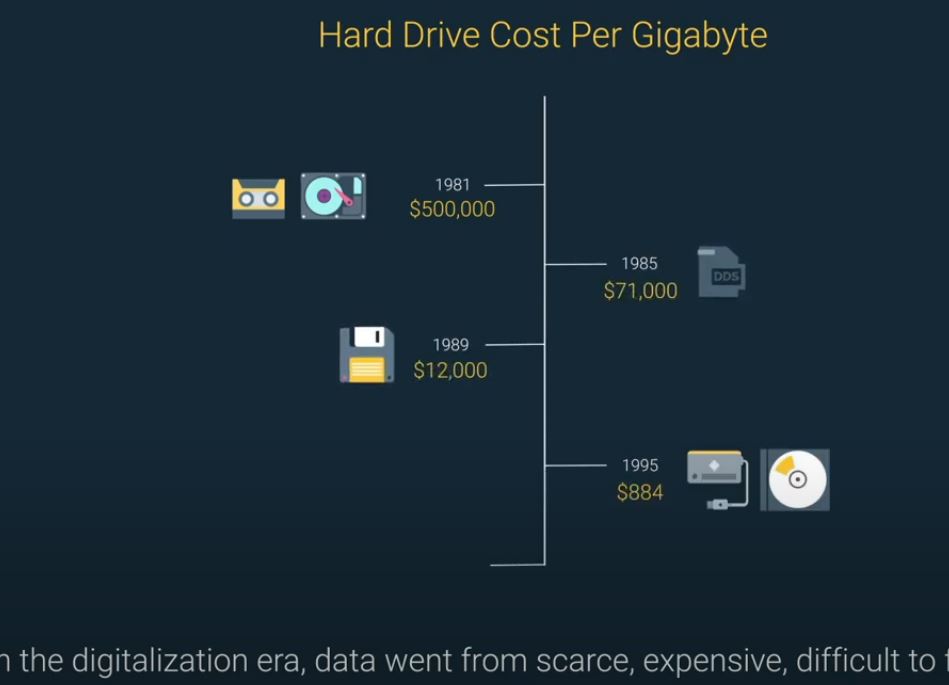 Hard Drive Cost Per Gigabyte
1981
$500,000
1985
DDS
$71,000
1989
$12,000
1995
$884
the digitalization era, data went from scarce, expensive, difficult to